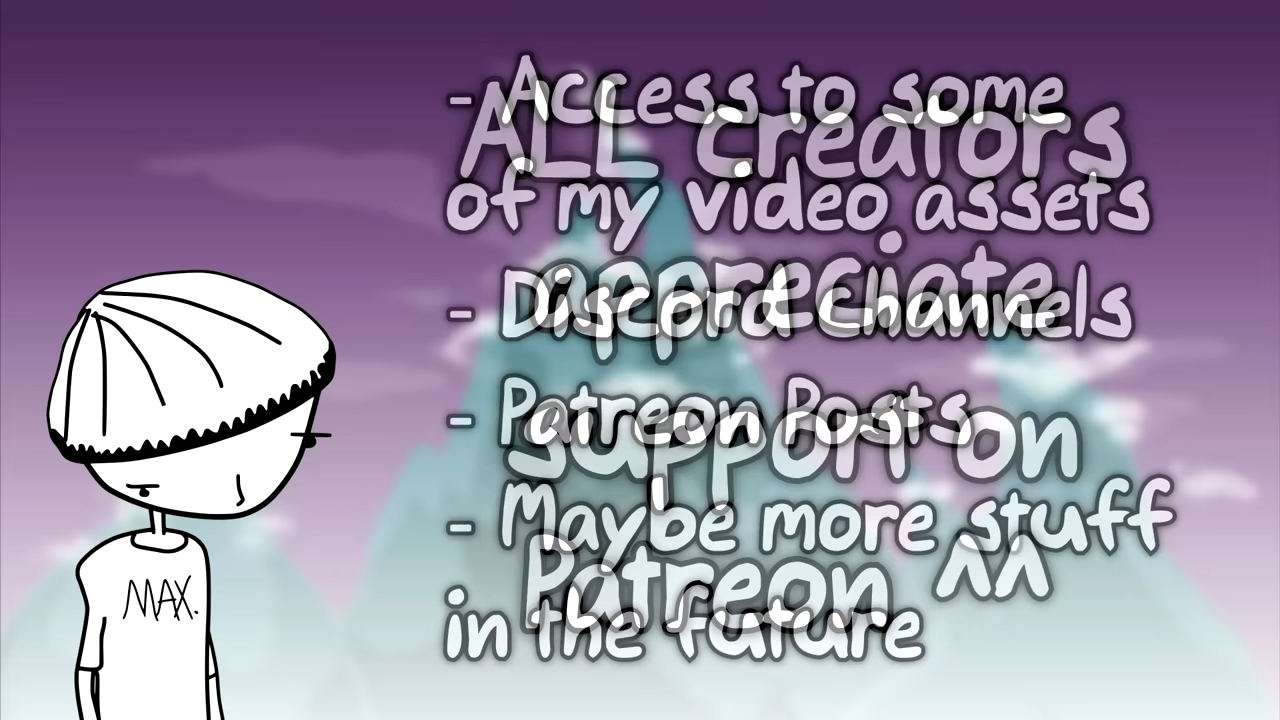 - Access to some
of my video assets
- Discord Channels
- Patreon Posts
- Maybe more stuff
in the future
ALL creators
appreciate
support on
Patreon ^^
MAX.